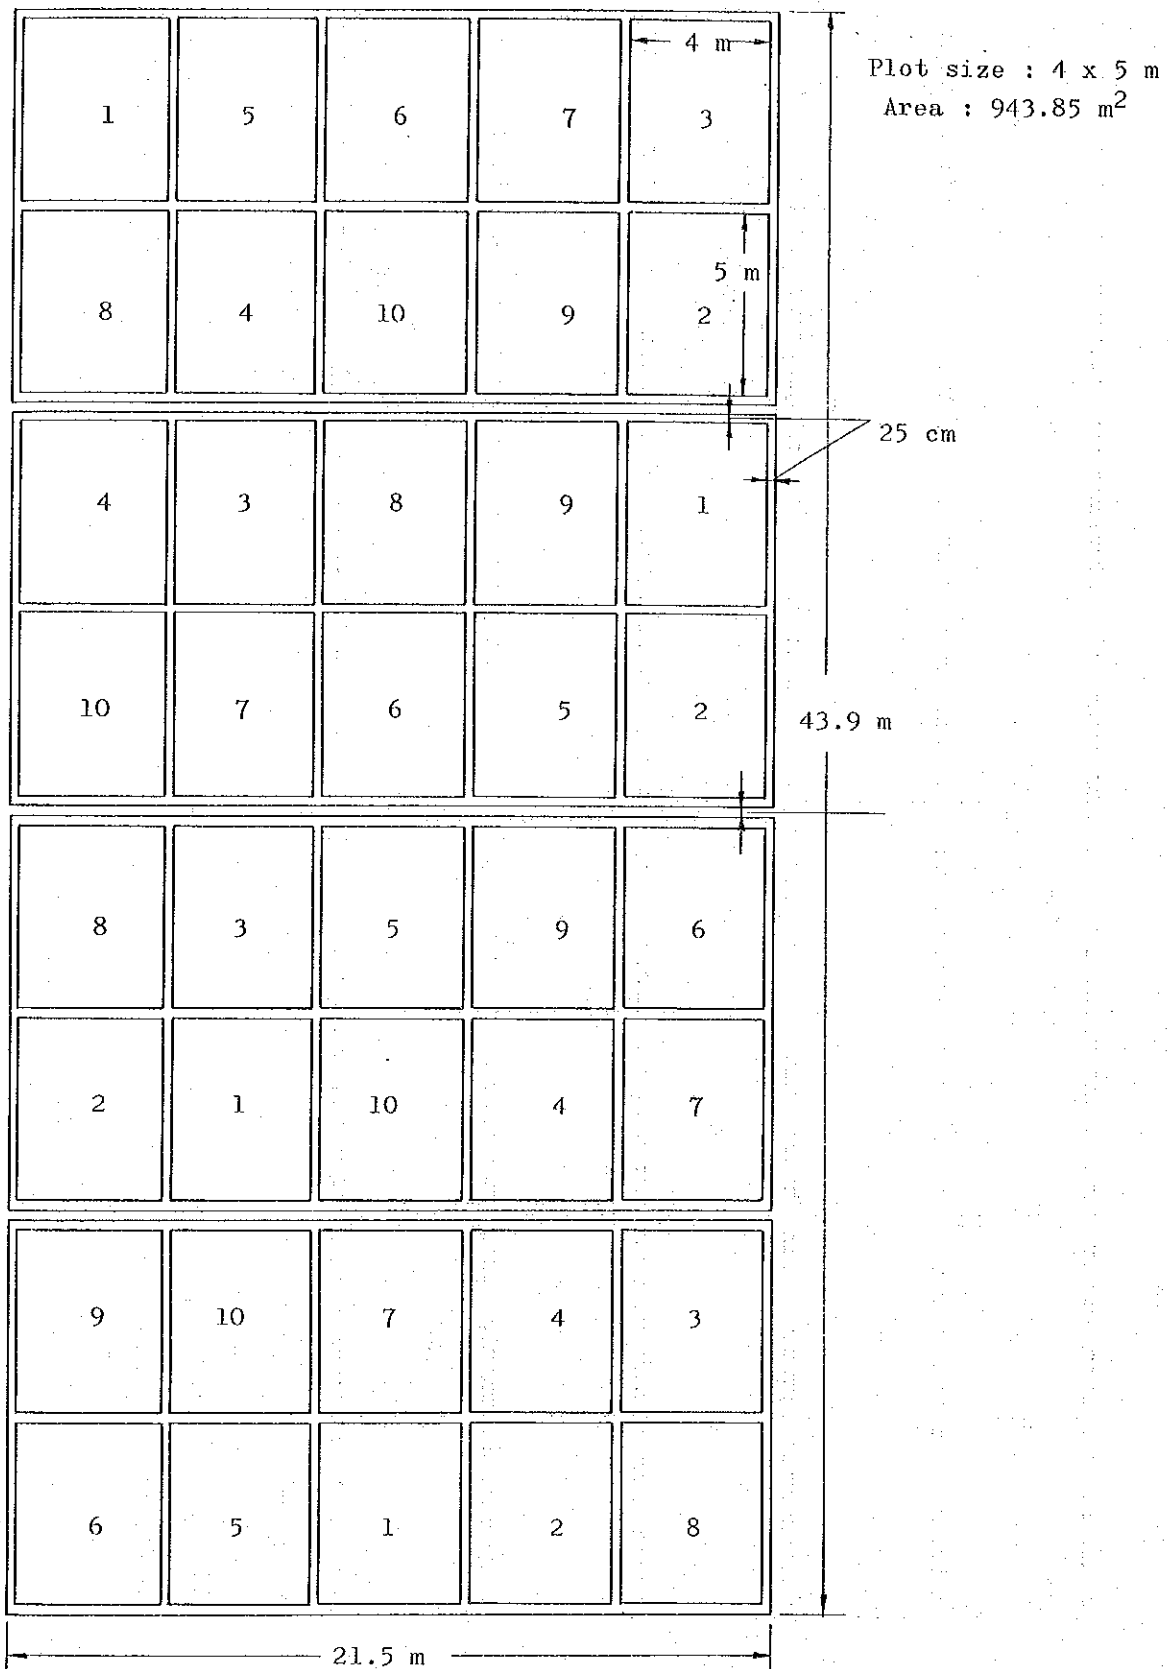 4 m
Plot size : 4 x 5 m
Area : 943.85 m²
1 5 6 7 3
5 m
8 4 10 9 2
25 cm
4 3 8 9 1
10 7 6 5 2
43.9 m
8 3 5 9 6
2 1 10 4 7
9 10 7 4 3
6 5 1 2 8
21.5 m